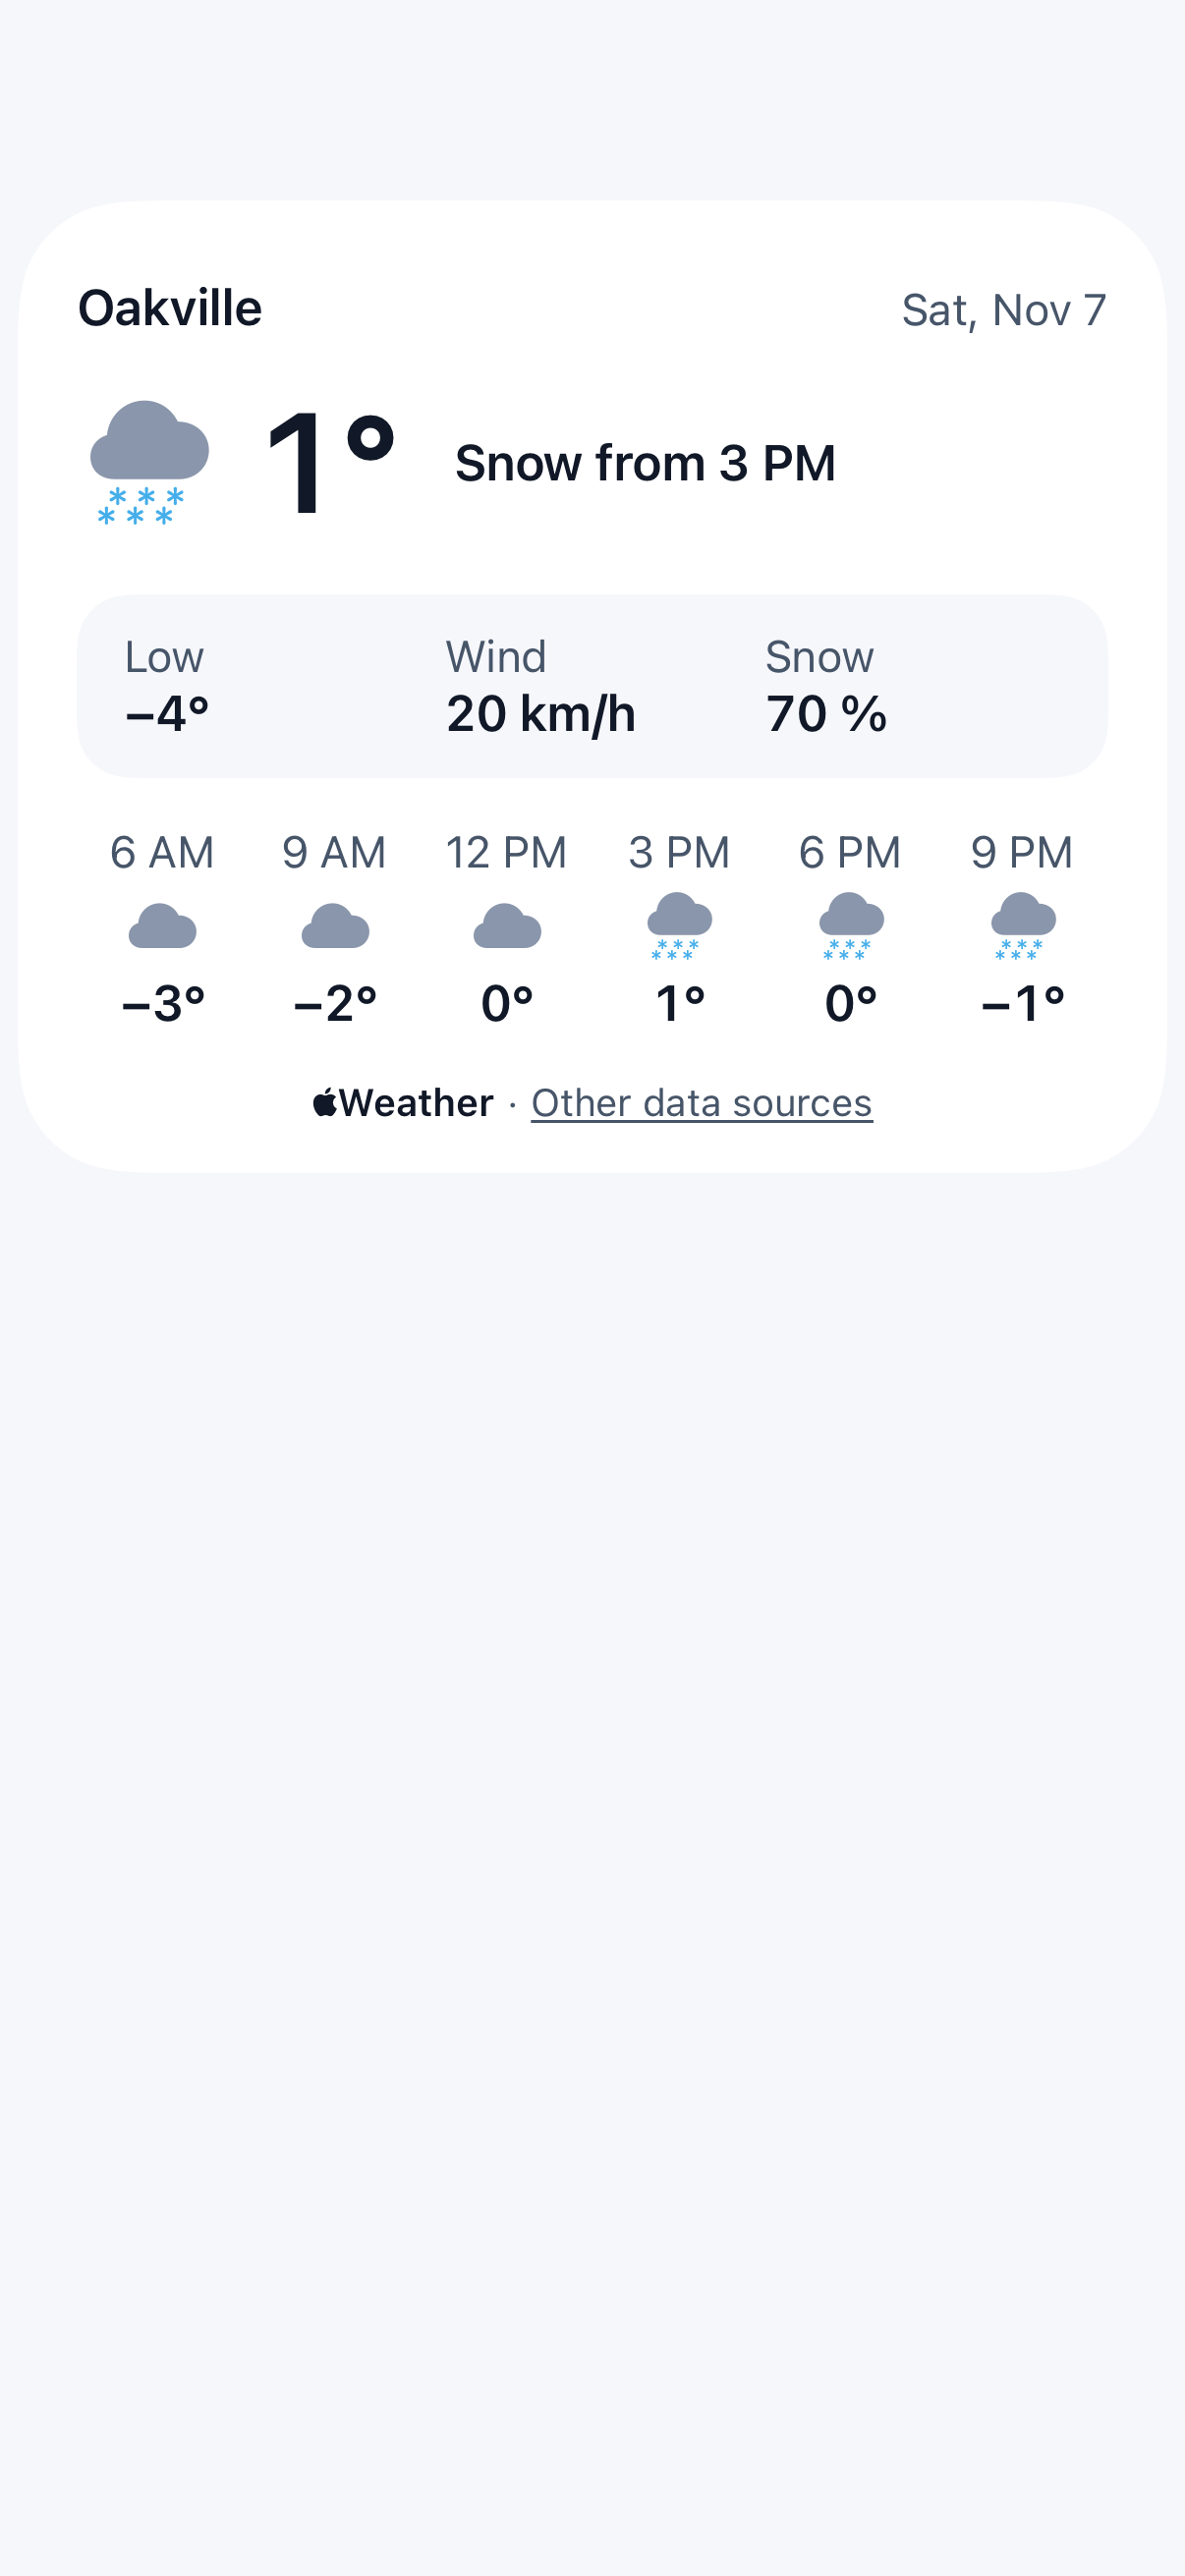 Oakville
Sat, Nov 7
1°
Snow from 3 PM
Low
Wind
Snow
–4°
20 km/h
70 %
6 AM
9 AM
12 PM
3 PM
6 PM
9 PM
–3°
–2°
0°
1°
0°
–1°
Weather · Other data sources